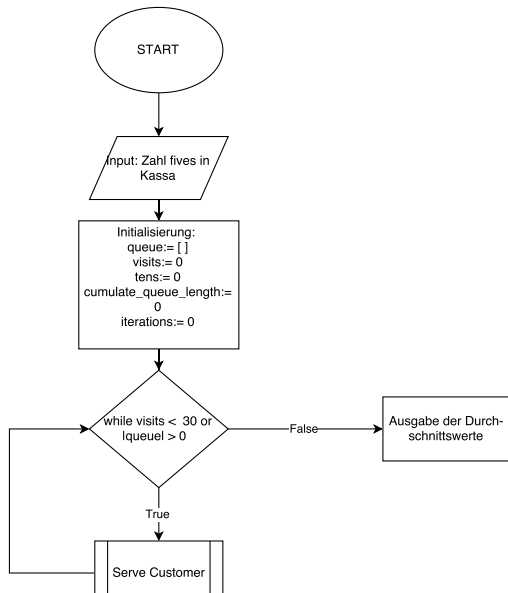 START
Input: Zahl fives in
Kassa
Initialisierung:
queue:= [ ]
visits:= 0
tens:= 0
cumulate_queue_length:=
0
iterations:= 0
while visits < 30 or
|queue| > 0
False
Ausgabe der Durch-
schnittswerte
True
Serve Customer